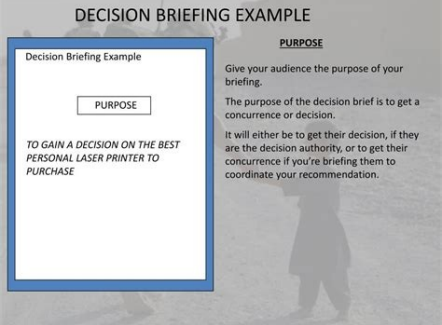 DECISION BRIEFING EXAMPLE
Decision Briefing Example
PURPOSE
TO GAIN A DECISION ON THE BEST
PERSONAL LASER PRINTER TO
PURCHASE
PURPOSE
Give your audience the purpose of your
briefing.
The purpose of the decision brief is to get a
concurrence or decision.
It will either be to get their decision, if they
are the decision authority, or to get their
concurrence if you’re briefing them to
coordinate your recommendation.